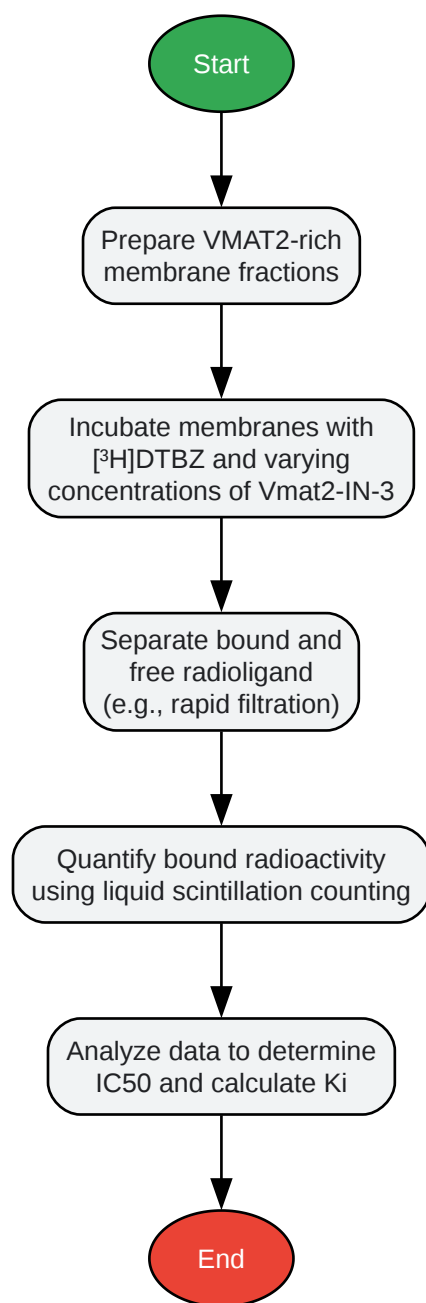 Start
Prepare VMAT2-rich
membrane fractions
Incubate membranes with
[³H]DTBZ and varying
concentrations of Vmat2-IN-3
Separate bound and
free radioligand
(e.g., rapid filtration)
Quantify bound radioactivity
using liquid scintillation counting
Analyze data to determine
IC50 and calculate Ki
End